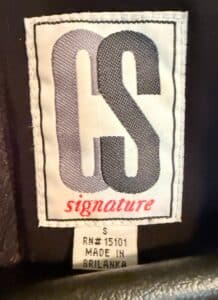 CS
signature
S
RN# 15101
MADE IN
SRILANKA